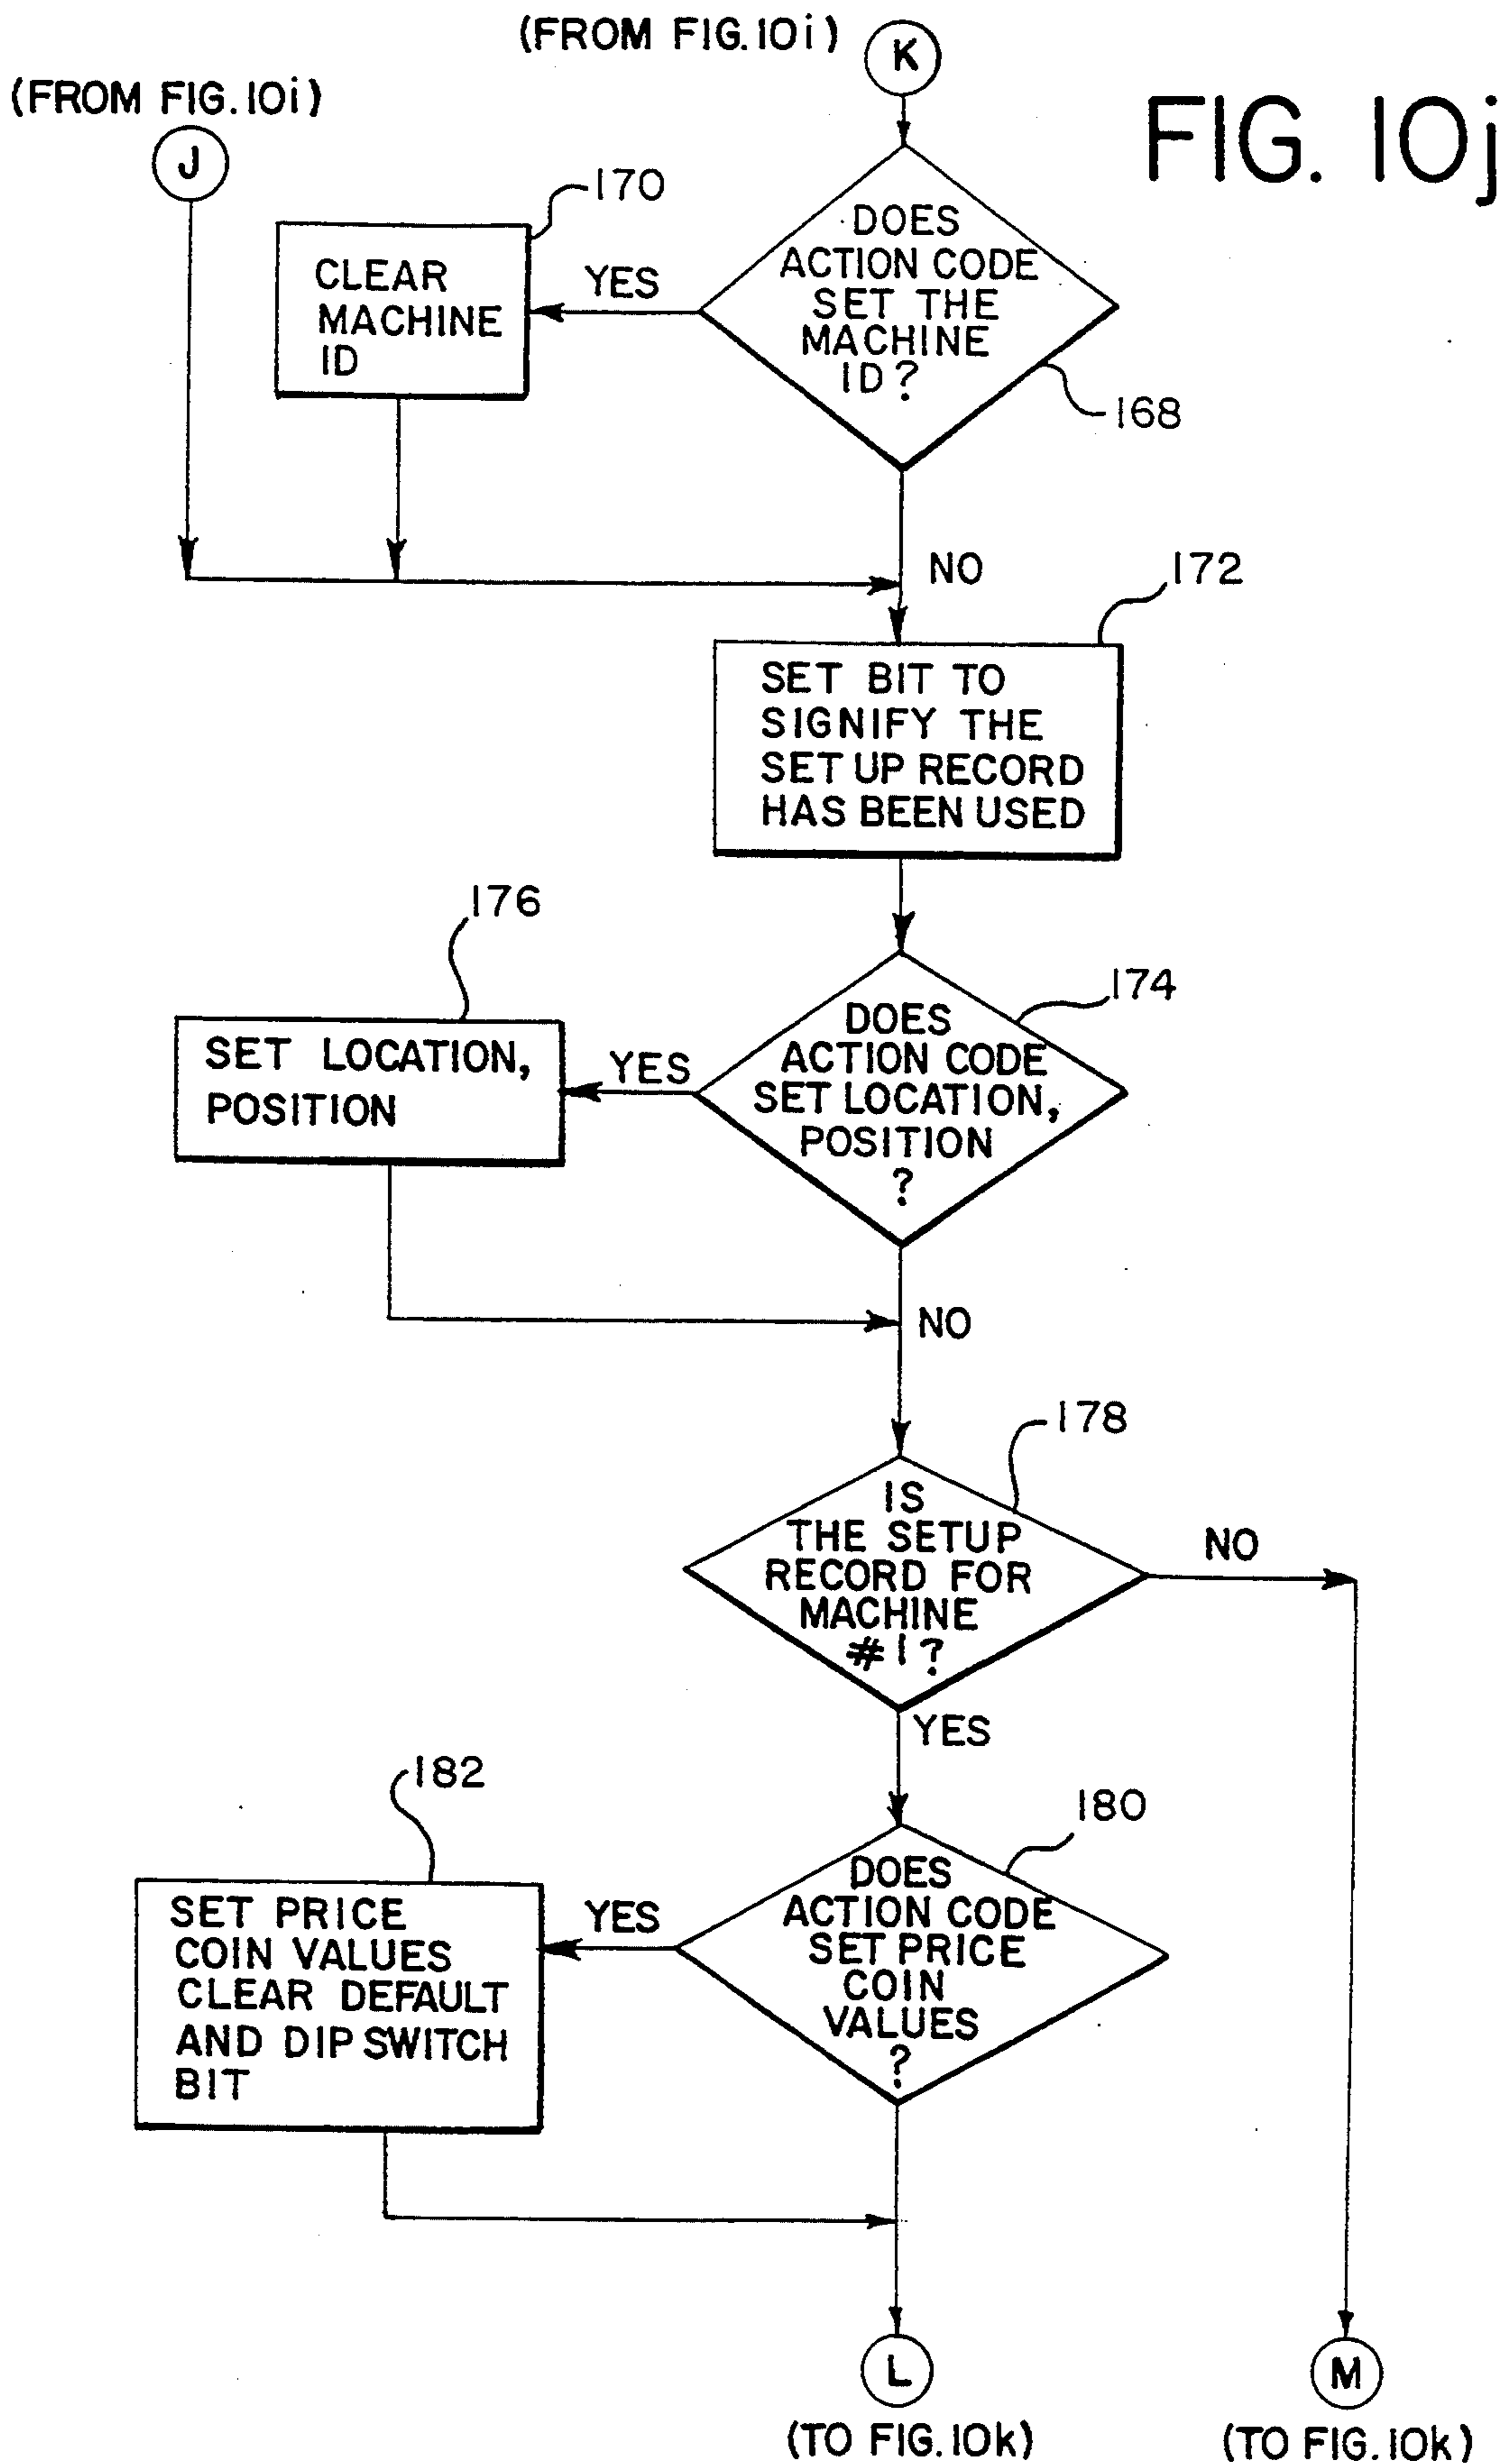 (FROM FIG. 10i)
K
(FROM FIG. 10i)
J
FIG. 10j
170
CLEAR
MACHINE
ID
YES
DOES
ACTION CODE
SET THE
MACHINE
ID?
168
NO
172
SET BIT TO
SIGNIFY THE
SET UP RECORD
HAS BEEN USED
176
SET LOCATION,
POSITION
YES
174
DOES
ACTION CODE
SET LOCATION,
POSITION
?
NO
178
IS
THE SETUP
RECORD FOR
MACHINE
#1?
NO
YES
182
SET PRICE
COIN VALUES
CLEAR DEFAULT
AND DIP SWITCH
BIT
YES
180
DOES
ACTION CODE
SET PRICE
COIN
VALUES
?
L
(TO FIG. 10k)
M
(TO FIG. 10k)